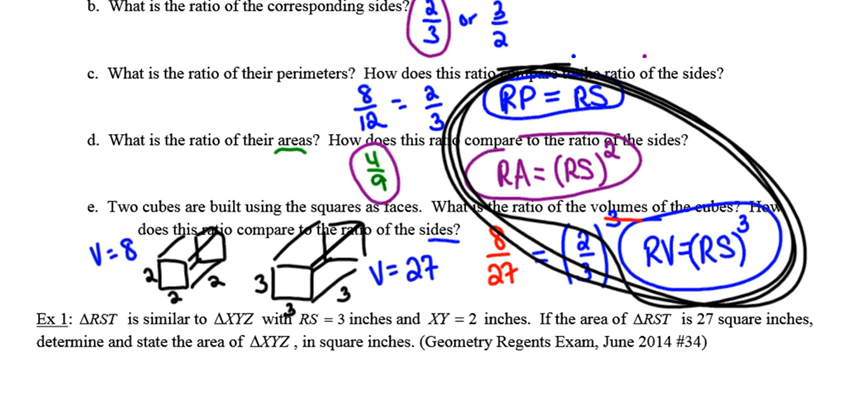 b. What is the ratio of the corresponding sides? 2/3 or 3/2
c. What is the ratio of their perimeters? How does this ratio compare to the ratio of the sides?
8/12 = 2/3 RP = RS
d. What is the ratio of their areas? How does this ratio compare to the ratio of the sides?
4/9 RA = (RS)²
e. Two cubes are built using the squares as faces. What is the ratio of the volumes of the cubes? How
does this ratio compare to the ratio of the sides?
V=8 2 2 2 3 3 3 V=27 8/27 = (2/3)³ RV=(RS)³
Ex 1: ΔRST is similar to ΔXYZ with RS = 3 inches and XY = 2 inches. If the area of ΔRST is 27 square inches,
determine and state the area of ΔXYZ , in square inches. (Geometry Regents Exam, June 2014 #34)